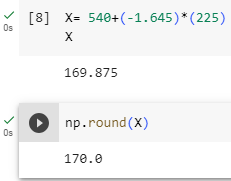 [8] X= 540+(-1.645)*(225)
0s
X
169.875
np.round(X)
0s
170.0